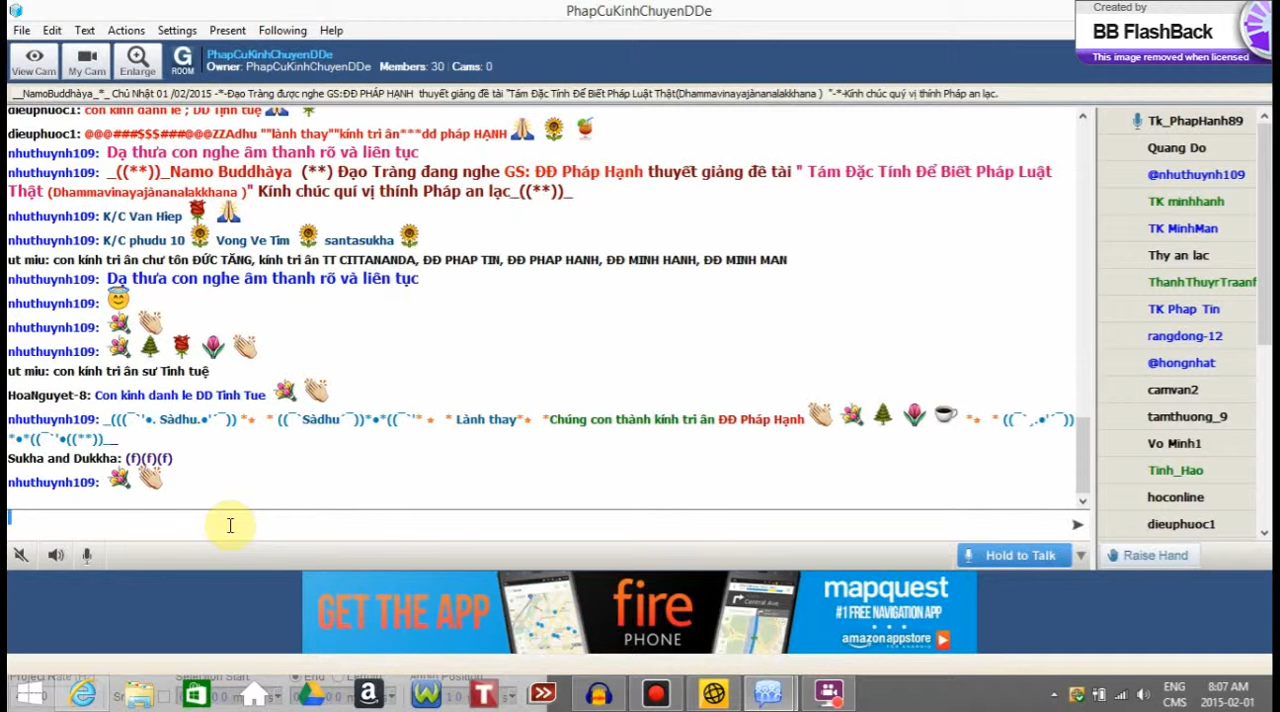 PhapCuKinhChuyenDDe
Created by
BB FlashBack
This image removed when licensed
File Edit Text Actions Settings Present Following Help
View Cam
My Cam
Enlarge
G
ROOM
PhapCuKinhChuyenDDe
Owner: PhapCuKinhChuyenDDe Members: 30 Cams: 0
__NamoBuddhàya_*_ Chủ Nhật 01 /02/2015 -*-Đạo Tràng được nghe GS:ĐĐ PHÁP HẠNH thuyết giảng đề tài "Tám Đặc Tính Để Biết Pháp Luật Thật(Dhammavinayajànanalakkhana ) "-*-Kính chúc quý vị thính Pháp an lạc.
dieuphuoc1: con kinh danh le ; DD Tịnh tuệ
dieuphuoc1: @@@###$$$###@@@ZZAdhu ""lành thay""kính tri ân***dd pháp HẠNH
nhuthuynh109: Dạ thưa con nghe âm thanh rõ và liên tục
nhuthuynh109: _((**))_Namo Buddhàya (**) Đạo Tràng đang nghe GS: ĐĐ Pháp Hạnh thuyết giảng đề tài " Tám Đặc Tính Để Biết Pháp Luật
Thật (Dhammavinayajànanalakkhana )" Kính chúc quí vị thính Pháp an lạc_((**))_
nhuthuynh109: K/C Van Hiep
nhuthuynh109: K/C phudu 10 Vong Ve Tim santasukha
ut miu: con kính tri ân chư tôn ĐỨC TĂNG, kính tri ân TT CITTANANDA, ĐĐ PHAP TIN, ĐĐ PHAP HANH, ĐĐ MINH HANH, ĐĐ MINH MAN
nhuthuynh109: Dạ thưa con nghe âm thanh rõ và liên tục
nhuthuynh109:
nhuthuynh109:
nhuthuynh109:
ut miu: con kính tri ân sư Tịnh tuệ
HoaNguyet-8: Con kinh danh le DD Tinh Tue
nhuthuynh109: _(((¯`'•. Sàdhu.•'´¯)) *⋆ * ((¯`Sàdhu´¯))*•*((¯`'* ⋆ * Lành thay* *Chúng con thành kính tri ân ĐĐ Pháp Hạnh *⋆ * ((¯`¸.•'´¯))
*•*((¯`'•((**))__
Sukha and Dukkha: (f)(f)(f)
nhuthuynh109:
Tk_PhapHanh89
Quang Do
@nhuthuynh109
TK minhhanh
TK MinhMan
Thy an lac
ThanhThuyrTraanf
TK Phap Tin
rangdong-12
@hongnhat
camvan2
tamthuong_9
Vo Minh1
Tinh_Hao
hoconline
dieuphuoc1
Hold to Talk
Raise Hand
GET THE APP
fire
PHONE
mapquest
#1 FREE NAVIGATION APP
amazon appstore
ENG
CMS
8:07 AM
2015-02-01